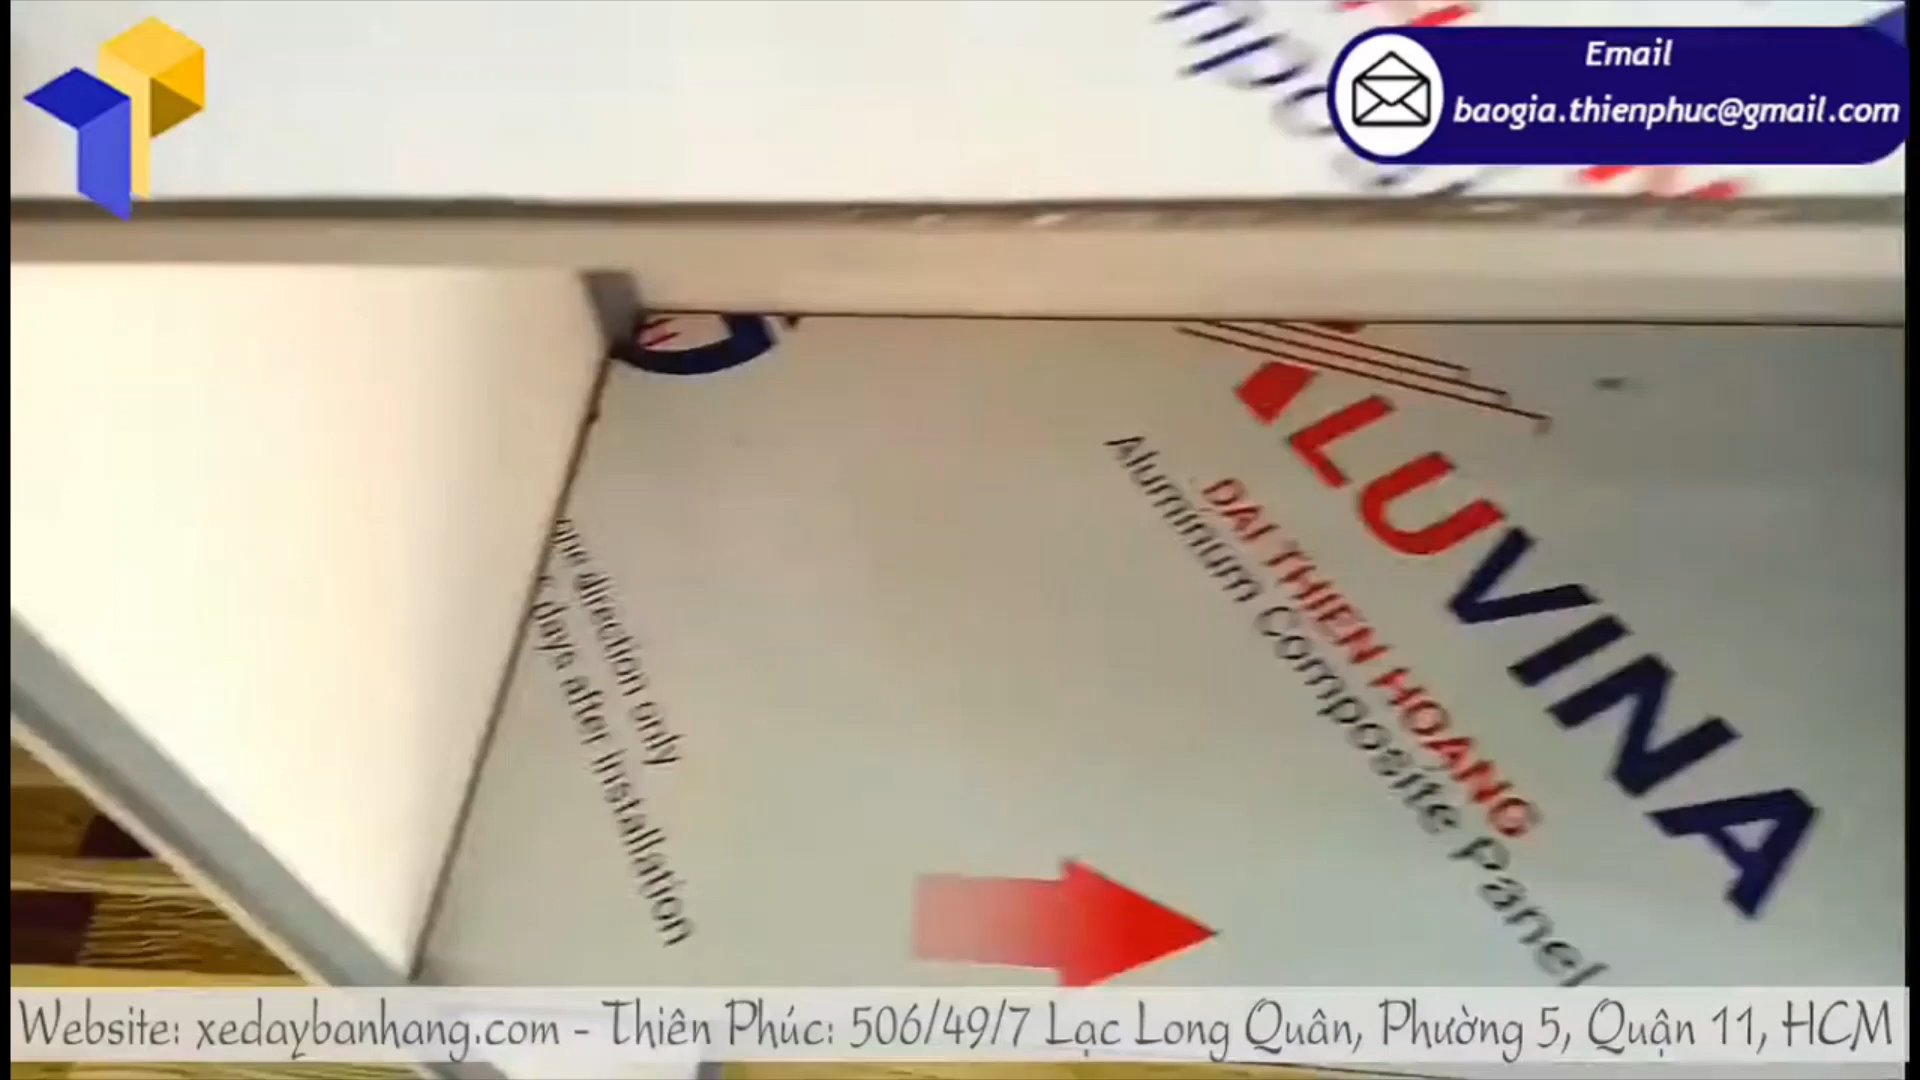 Email
baogia.thienphuc@gmail.com
ALUVINA
DAI THIEN HOANG
Aluminum Composite Panel
direction only
days after installation
Website: xedaybanhang.com - Thiên Phúc: 506/49/7 Lạc Long Quân, Phường 5, Quận 11, HCM